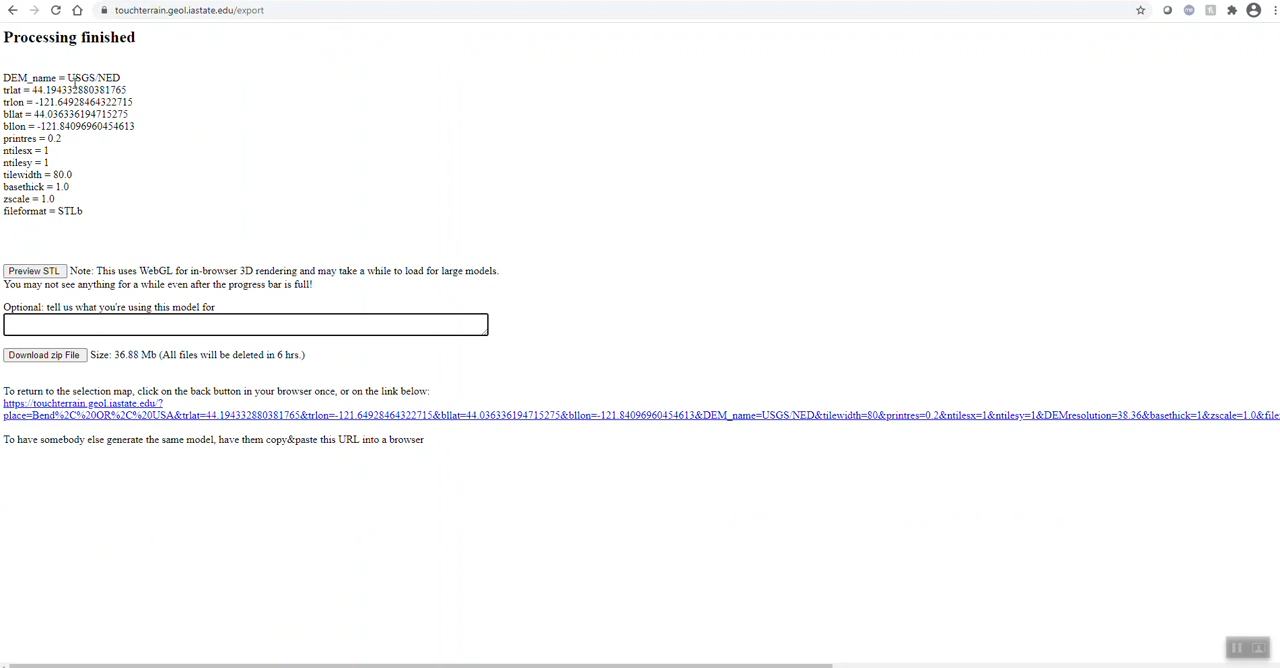 touchterrain.geol.iastate.edu/export
Processing finished
DEM_name = USGS/NED
trlat = 44.194332880381765
trlon = -121.64928464322715
bllat = 44.036336194715275
bllon = -121.84096960454613
printres = 0.2
ntilesx = 1
ntilesy = 1
tilewidth = 80.0
basethick = 1.0
zscale = 1.0
fileformat = STLb
Preview STL Note: This uses WebGL for in-browser 3D rendering and may take a while to load for large models.
You may not see anything for a while even after the progress bar is full!
Optional: tell us what you're using this model for
Download zip File Size: 36.88 Mb (All files will be deleted in 6 hrs.)
To return to the selection map, click on the back button in your browser once, or on the link below:
https://touchterrain.geol.iastate.edu/?
place=Bend%2C%20OR%2C%20USA&trlat=44.194332880381765&trlon=-121.64928464322715&bllat=44.036336194715275&bllon=-121.84096960454613&DEM_name=USGS/NED&tilewidth=80&printres=0.2&ntilesx=1&ntilesy=1&DEMresolution=38.36&basethick=1&zscale=1.0&file
To have somebody else generate the same model, have them copy&paste this URL into a browser